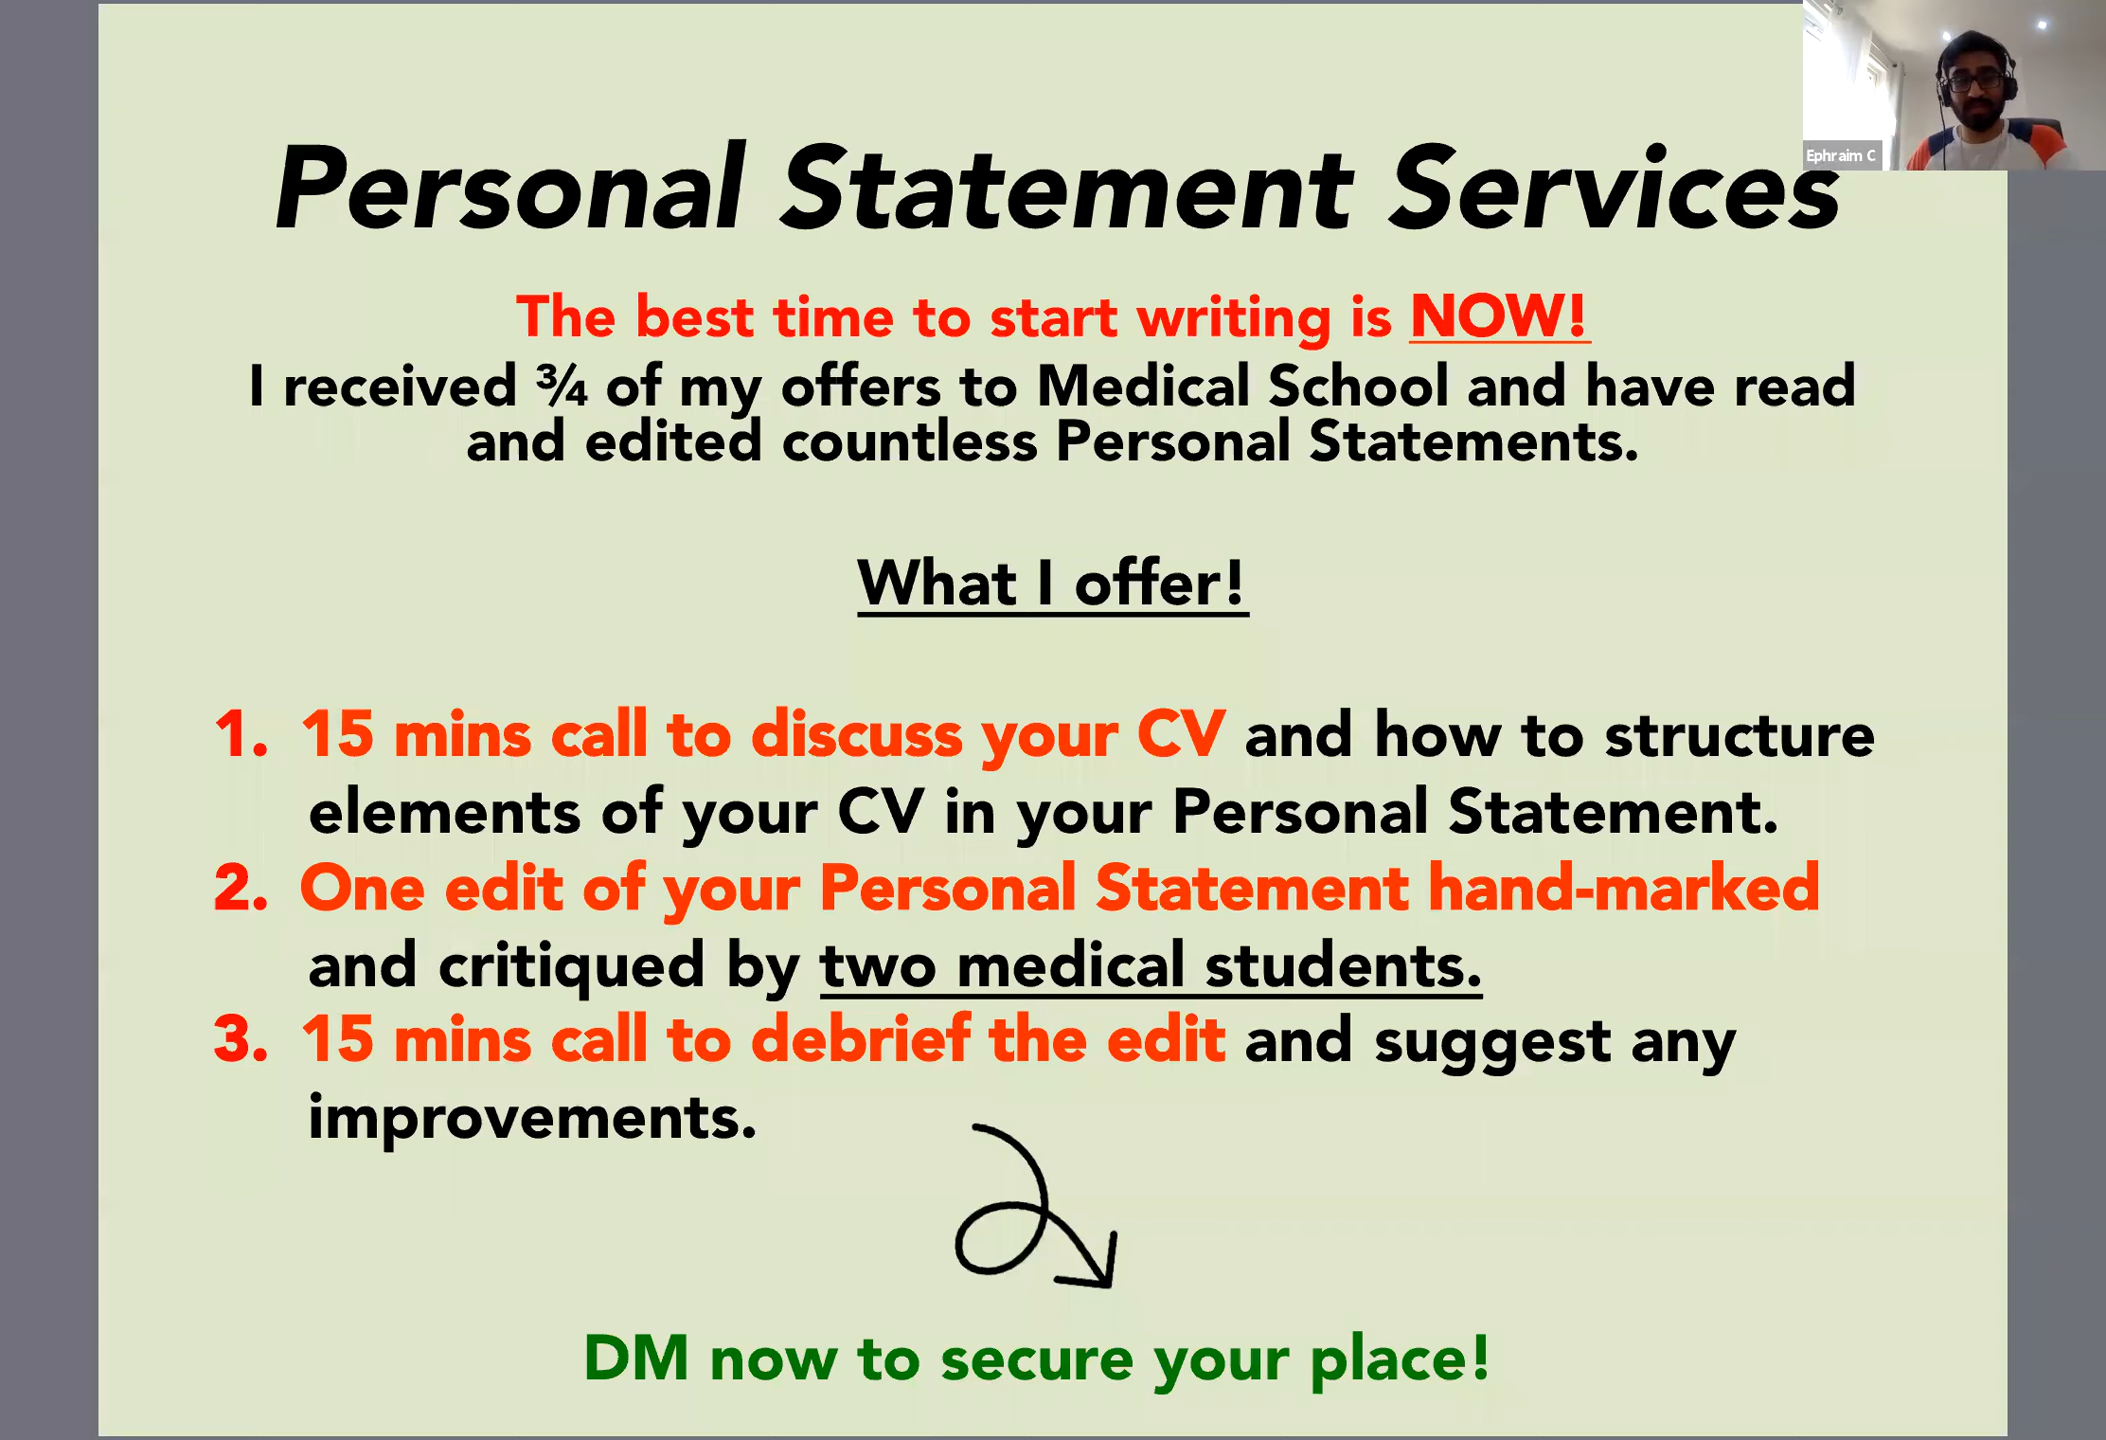 Ephraim C
Personal Statement Services
The best time to start writing is NOW!
I received ¾ of my offers to Medical School and have read
and edited countless Personal Statements.
What I offer!
1. 15 mins call to discuss your CV and how to structure
elements of your CV in your Personal Statement.
2. One edit of your Personal Statement hand-marked
and critiqued by two medical students.
3. 15 mins call to debrief the edit and suggest any
improvements.
DM now to secure your place!